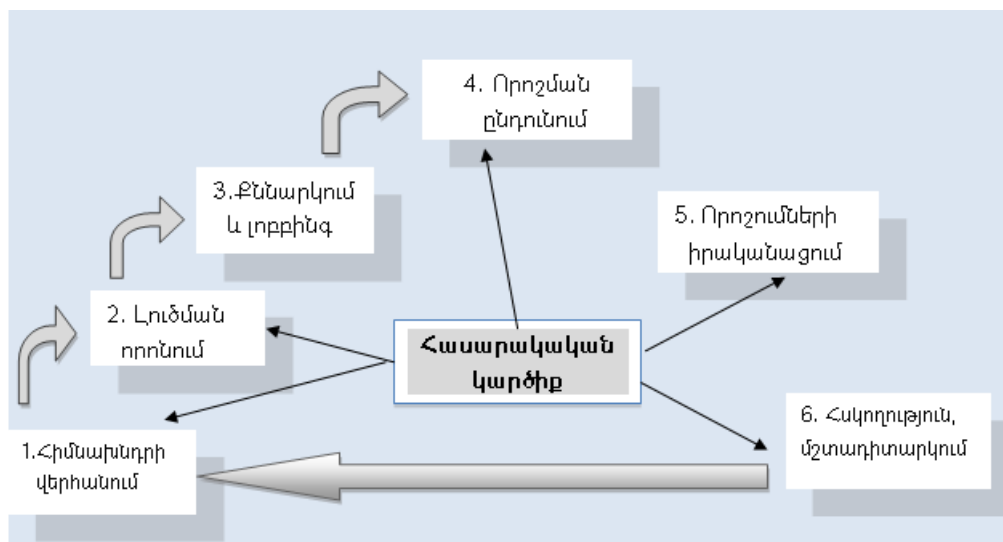 4. Որոշման
ընդունում
3.Քննարկում
և լոբբինգ
5. Որոշումների
իրականացում
2. Լուծման
որոնում
Հասարակական
կարծիք
1.Հիմնախնդրի
վերհանում
6. Հսկողություն,
մշտադիտարկում